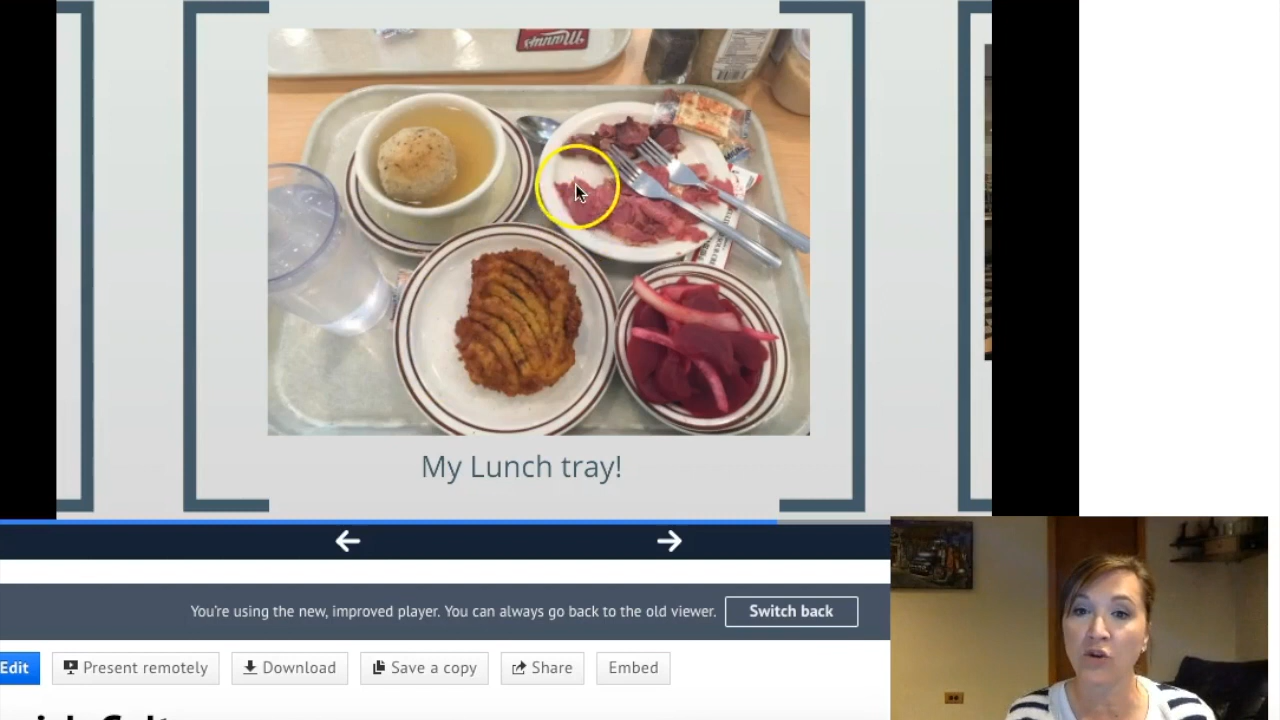 My Lunch tray!
You're using the new, improved player. You can always go back to the old viewer.
Switch back
Edit
Present remotely
Download
Save a copy
Share
Embed